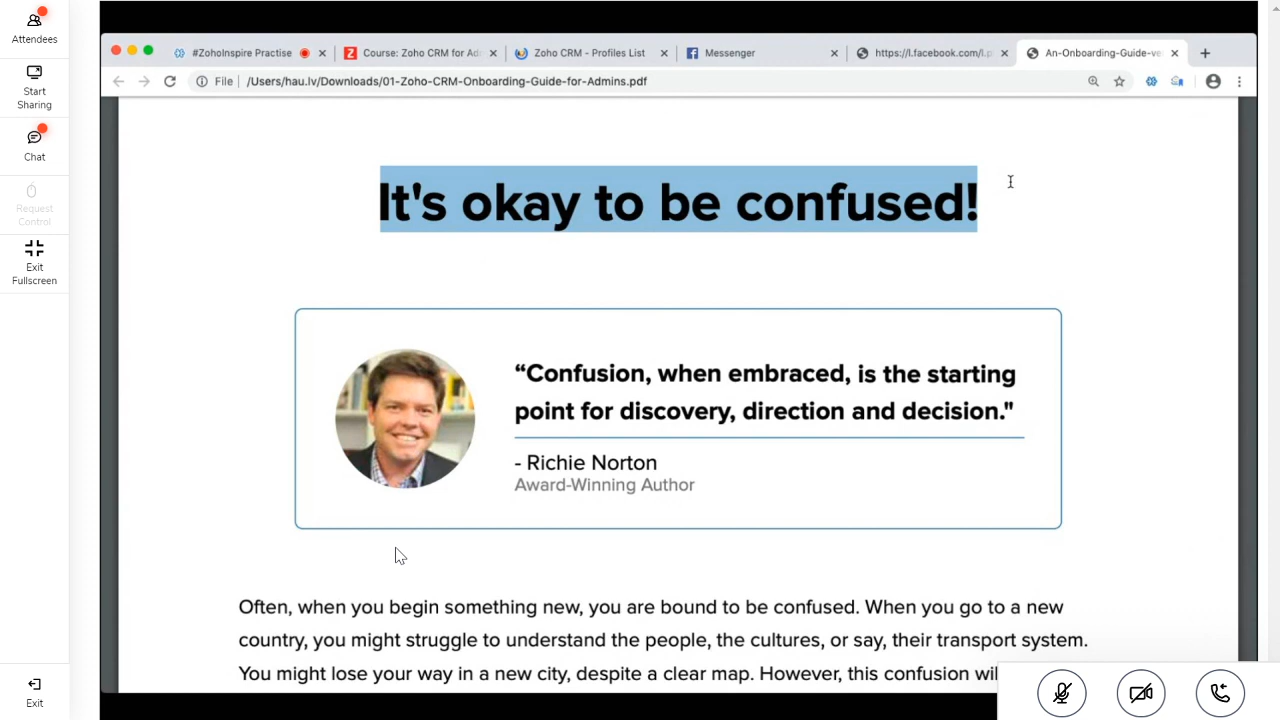 Attendees
Start
Sharing
Chat
Request
Control
Exit
Fullscreen
Exit
#ZohoInspire Practise
Course: Zoho CRM for Ad
Zoho CRM - Profiles List
Messenger
https://l.facebook.com/l.p
An-Onboarding-Guide-ve
File
/Users/hau.lv/Downloads/01-Zoho-CRM-Onboarding-Guide-for-Admins.pdf
It's okay to be confused!
“Confusion, when embraced, is the starting
point for discovery, direction and decision."
- Richie Norton
Award-Winning Author
Often, when you begin something new, you are bound to be confused. When you go to a new
country, you might struggle to understand the people, the cultures, or say, their transport system.
You might lose your way in a new city, despite a clear map. However, this confusion wil